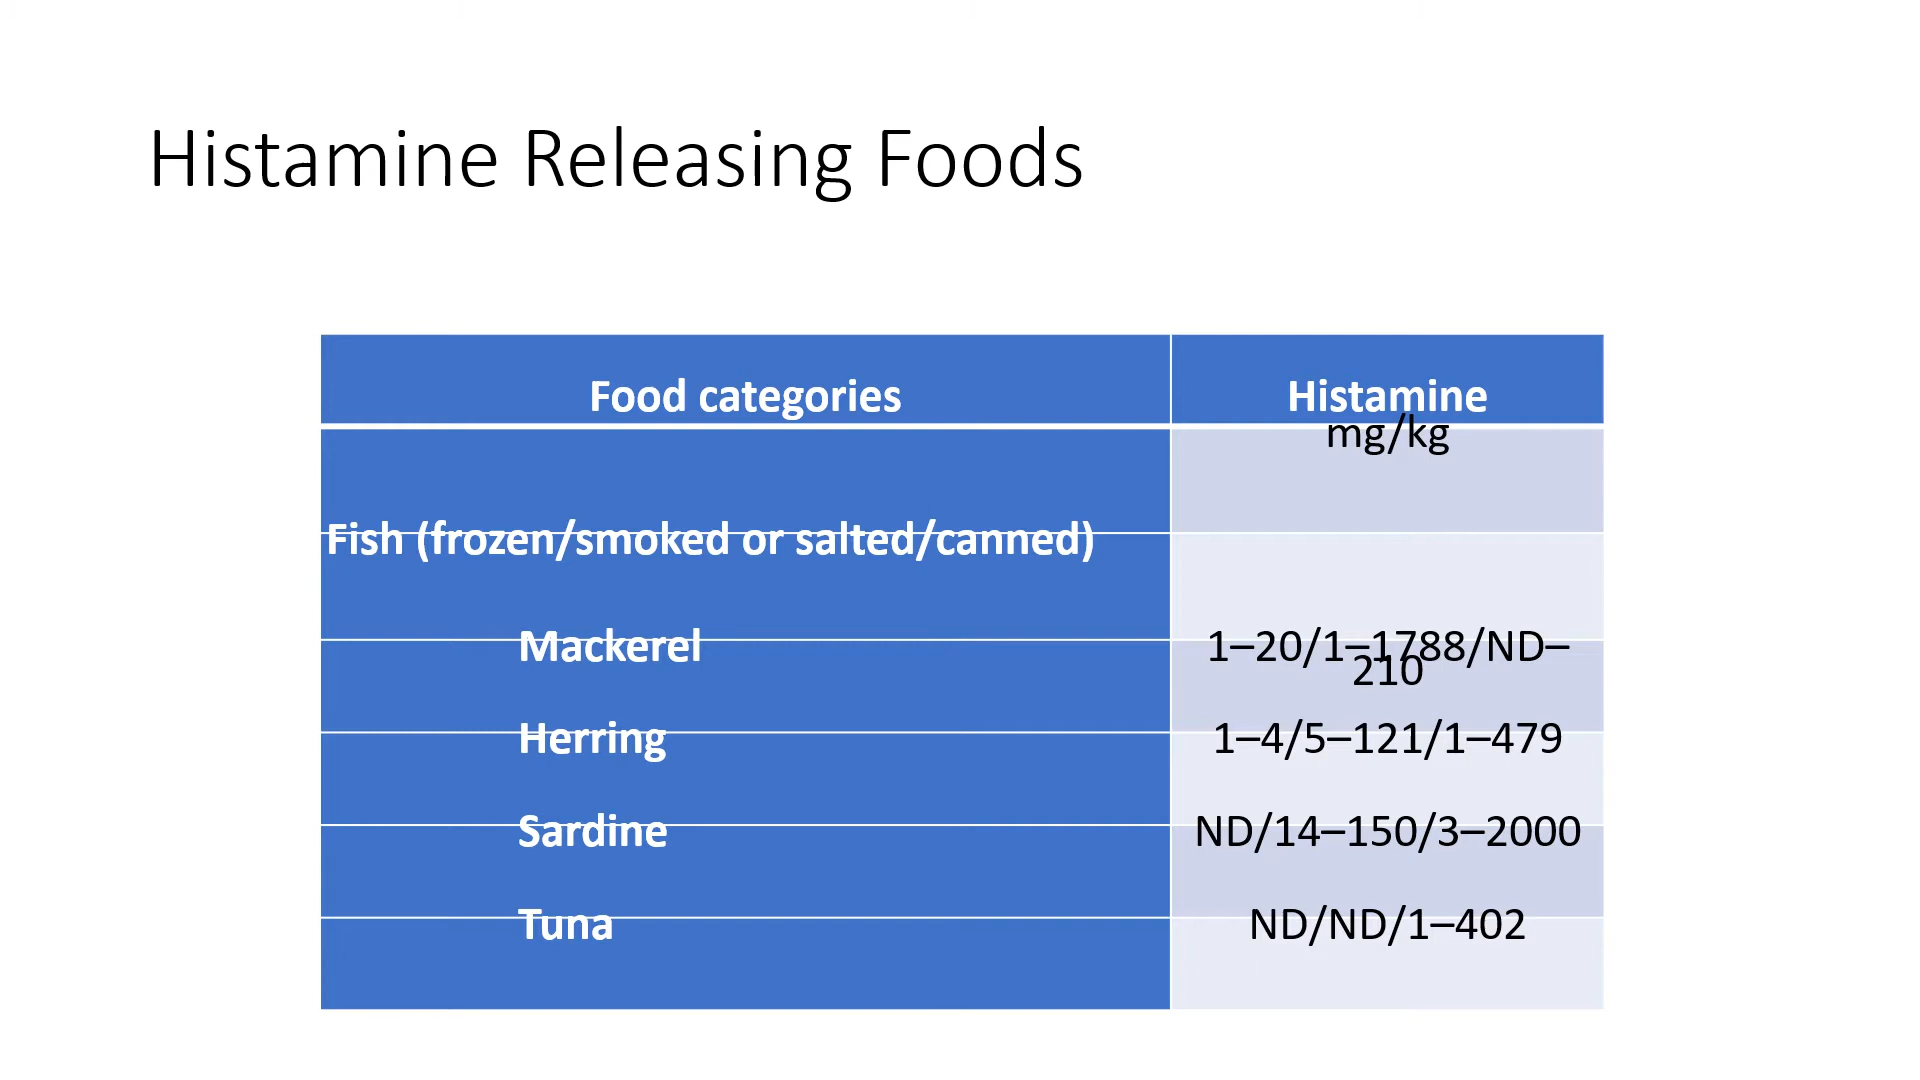 Histamine Releasing Foods
Food categories
Histamine
mg/kg
Fish (frozen/smoked or salted/canned)
Mackerel
1–20/1–1788/ND–
210
Herring
1–4/5–121/1–479
Sardine
ND/14–150/3–2000
Tuna
ND/ND/1–402